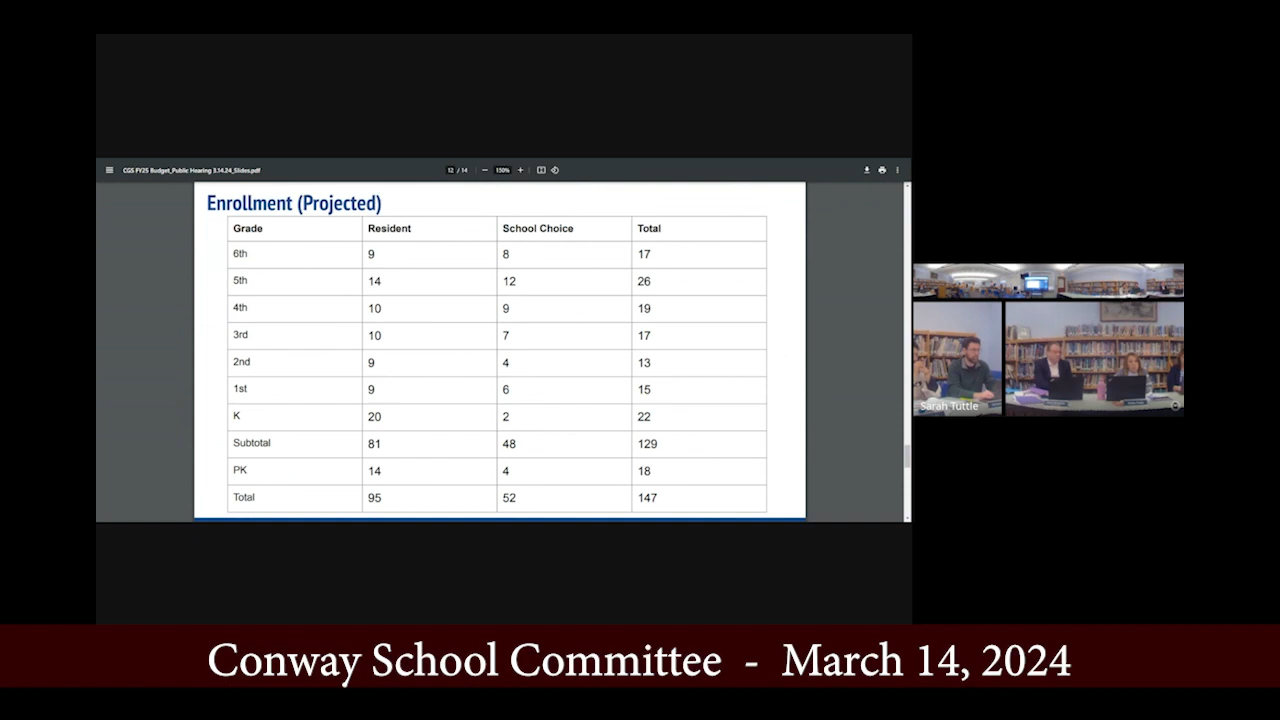 CGS FY25 Budget_Public Hearing 3.14.24_Slides.pdf
12 / 14
150%
Enrollment (Projected)
Grade Resident School Choice Total
6th 9 8 17
5th 14 12 26
4th 10 9 19
3rd 10 7 17
2nd 9 4 13
1st 9 6 15
K 20 2 22
Subtotal 81 48 129
PK 14 4 18
Total 95 52 147
Sarah Tuttle
Conway School Committee - March 14, 2024